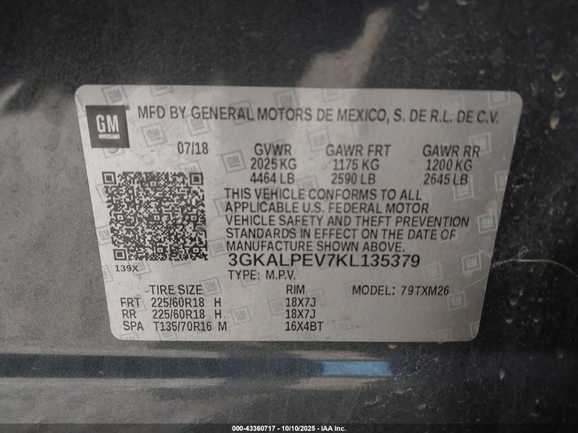 GM
MFD BY GENERAL MOTORS DE MEXICO, S. DE R.L. DE C.V.
07/18 GVWR GAWR FRT GAWR RR
2025 KG 1175 KG 1200 KG
4464 LB 2590 LB 2645 LB
THIS VEHICLE CONFORMS TO ALL
APPLICABLE U.S. FEDERAL MOTOR
VEHICLE SAFETY AND THEFT PREVENTION
STANDARDS IN EFFECT ON THE DATE OF
MANUFACTURE SHOWN ABOVE.
139X 3GKALPEV7KL135379
TYPE: M.P.V.
TIRE SIZE RIM MODEL: 79TXM26
FRT 225/60R18 H 18X7J
RR 225/60R18 H 18X7J
SPA T135/70R16 M 16X4BT
000-43360717 - 10/10/2025 - IAA Inc.